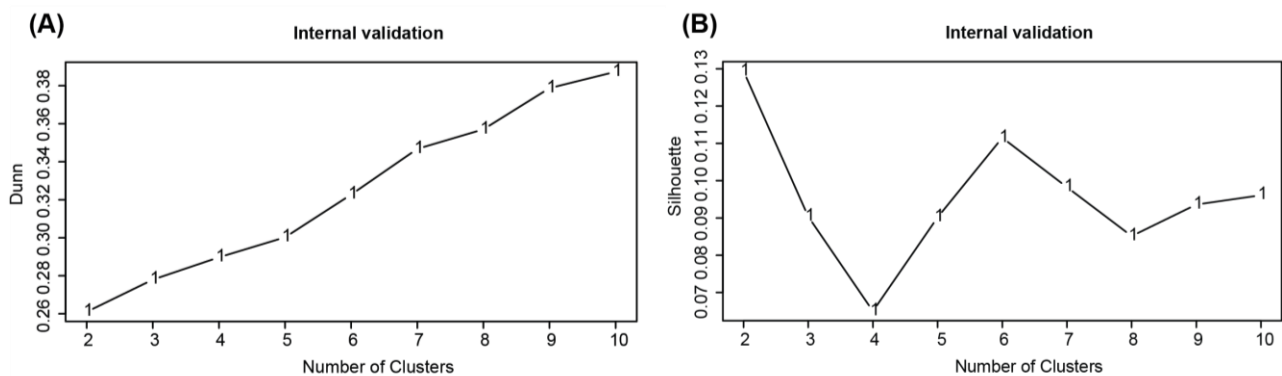 (A)
Internal validation
Dunn
0.26 0.28 0.30 0.32 0.34 0.36 0.38
1 1 1 1 1 1 1 1 1
2 3 4 5 6 7 8 9 10
Number of Clusters
(B)
Internal validation
Silhouette
0.07 0.08 0.09 0.10 0.11 0.12 0.13
1 1 1 1 1 1 1 1 1
2 3 4 5 6 7 8 9 10
Number of Clusters